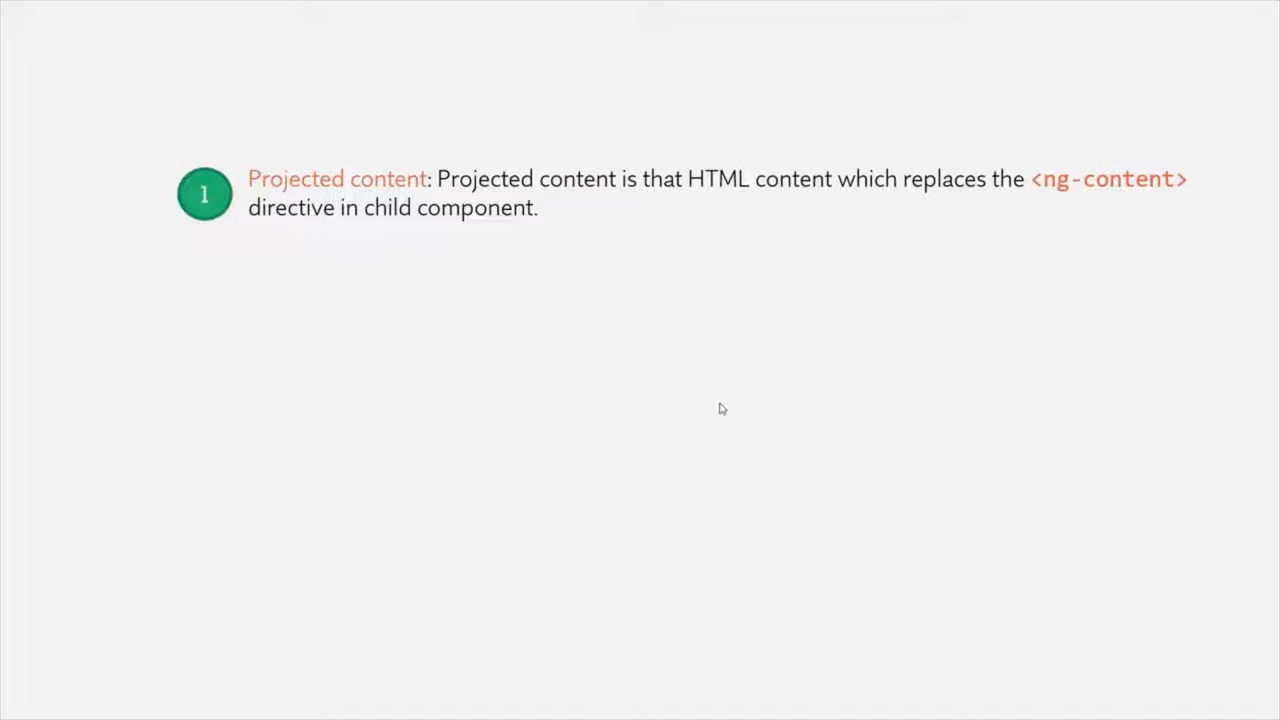 1
Projected content: Projected content is that HTML content which replaces the <ng-content>
directive in child component.